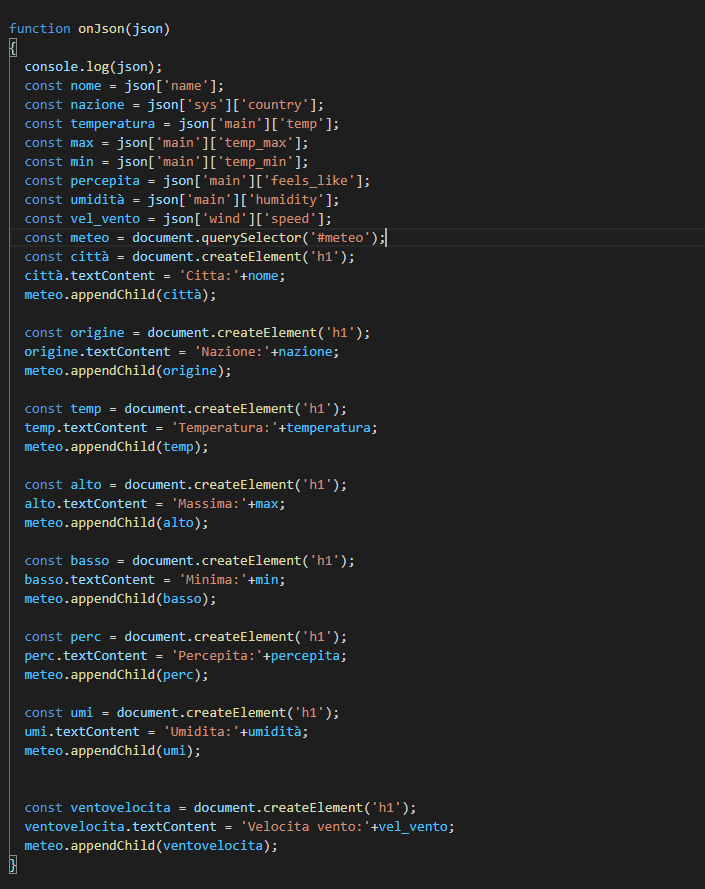 function onJson(json)
{
  console.log(json);
  const nome = json['name'];
  const nazione = json['sys']['country'];
  const temperatura = json['main']['temp'];
  const max = json['main']['temp_max'];
  const min = json['main']['temp_min'];
  const percepita = json['main']['feels_like'];
  const umidità = json['main']['humidity'];
  const vel_vento = json['wind']['speed'];
  const meteo = document.querySelector('#meteo');
  const città = document.createElement('h1');
  città.textContent = 'Citta:'+nome;
  meteo.appendChild(città);

  const origine = document.createElement('h1');
  origine.textContent = 'Nazione:'+nazione;
  meteo.appendChild(origine);

  const temp = document.createElement('h1');
  temp.textContent = 'Temperatura:'+temperatura;
  meteo.appendChild(temp);

  const alto = document.createElement('h1');
  alto.textContent = 'Massima:'+max;
  meteo.appendChild(alto);

  const basso = document.createElement('h1');
  basso.textContent = 'Minima:'+min;
  meteo.appendChild(basso);

  const perc = document.createElement('h1');
  perc.textContent = 'Percepita:'+percepita;
  meteo.appendChild(perc);

  const umi = document.createElement('h1');
  umi.textContent = 'Umidita:'+umidità;
  meteo.appendChild(umi);


  const ventovelocita = document.createElement('h1');
  ventovelocita.textContent = 'Velocita vento:'+vel_vento;
  meteo.appendChild(ventovelocita);
}